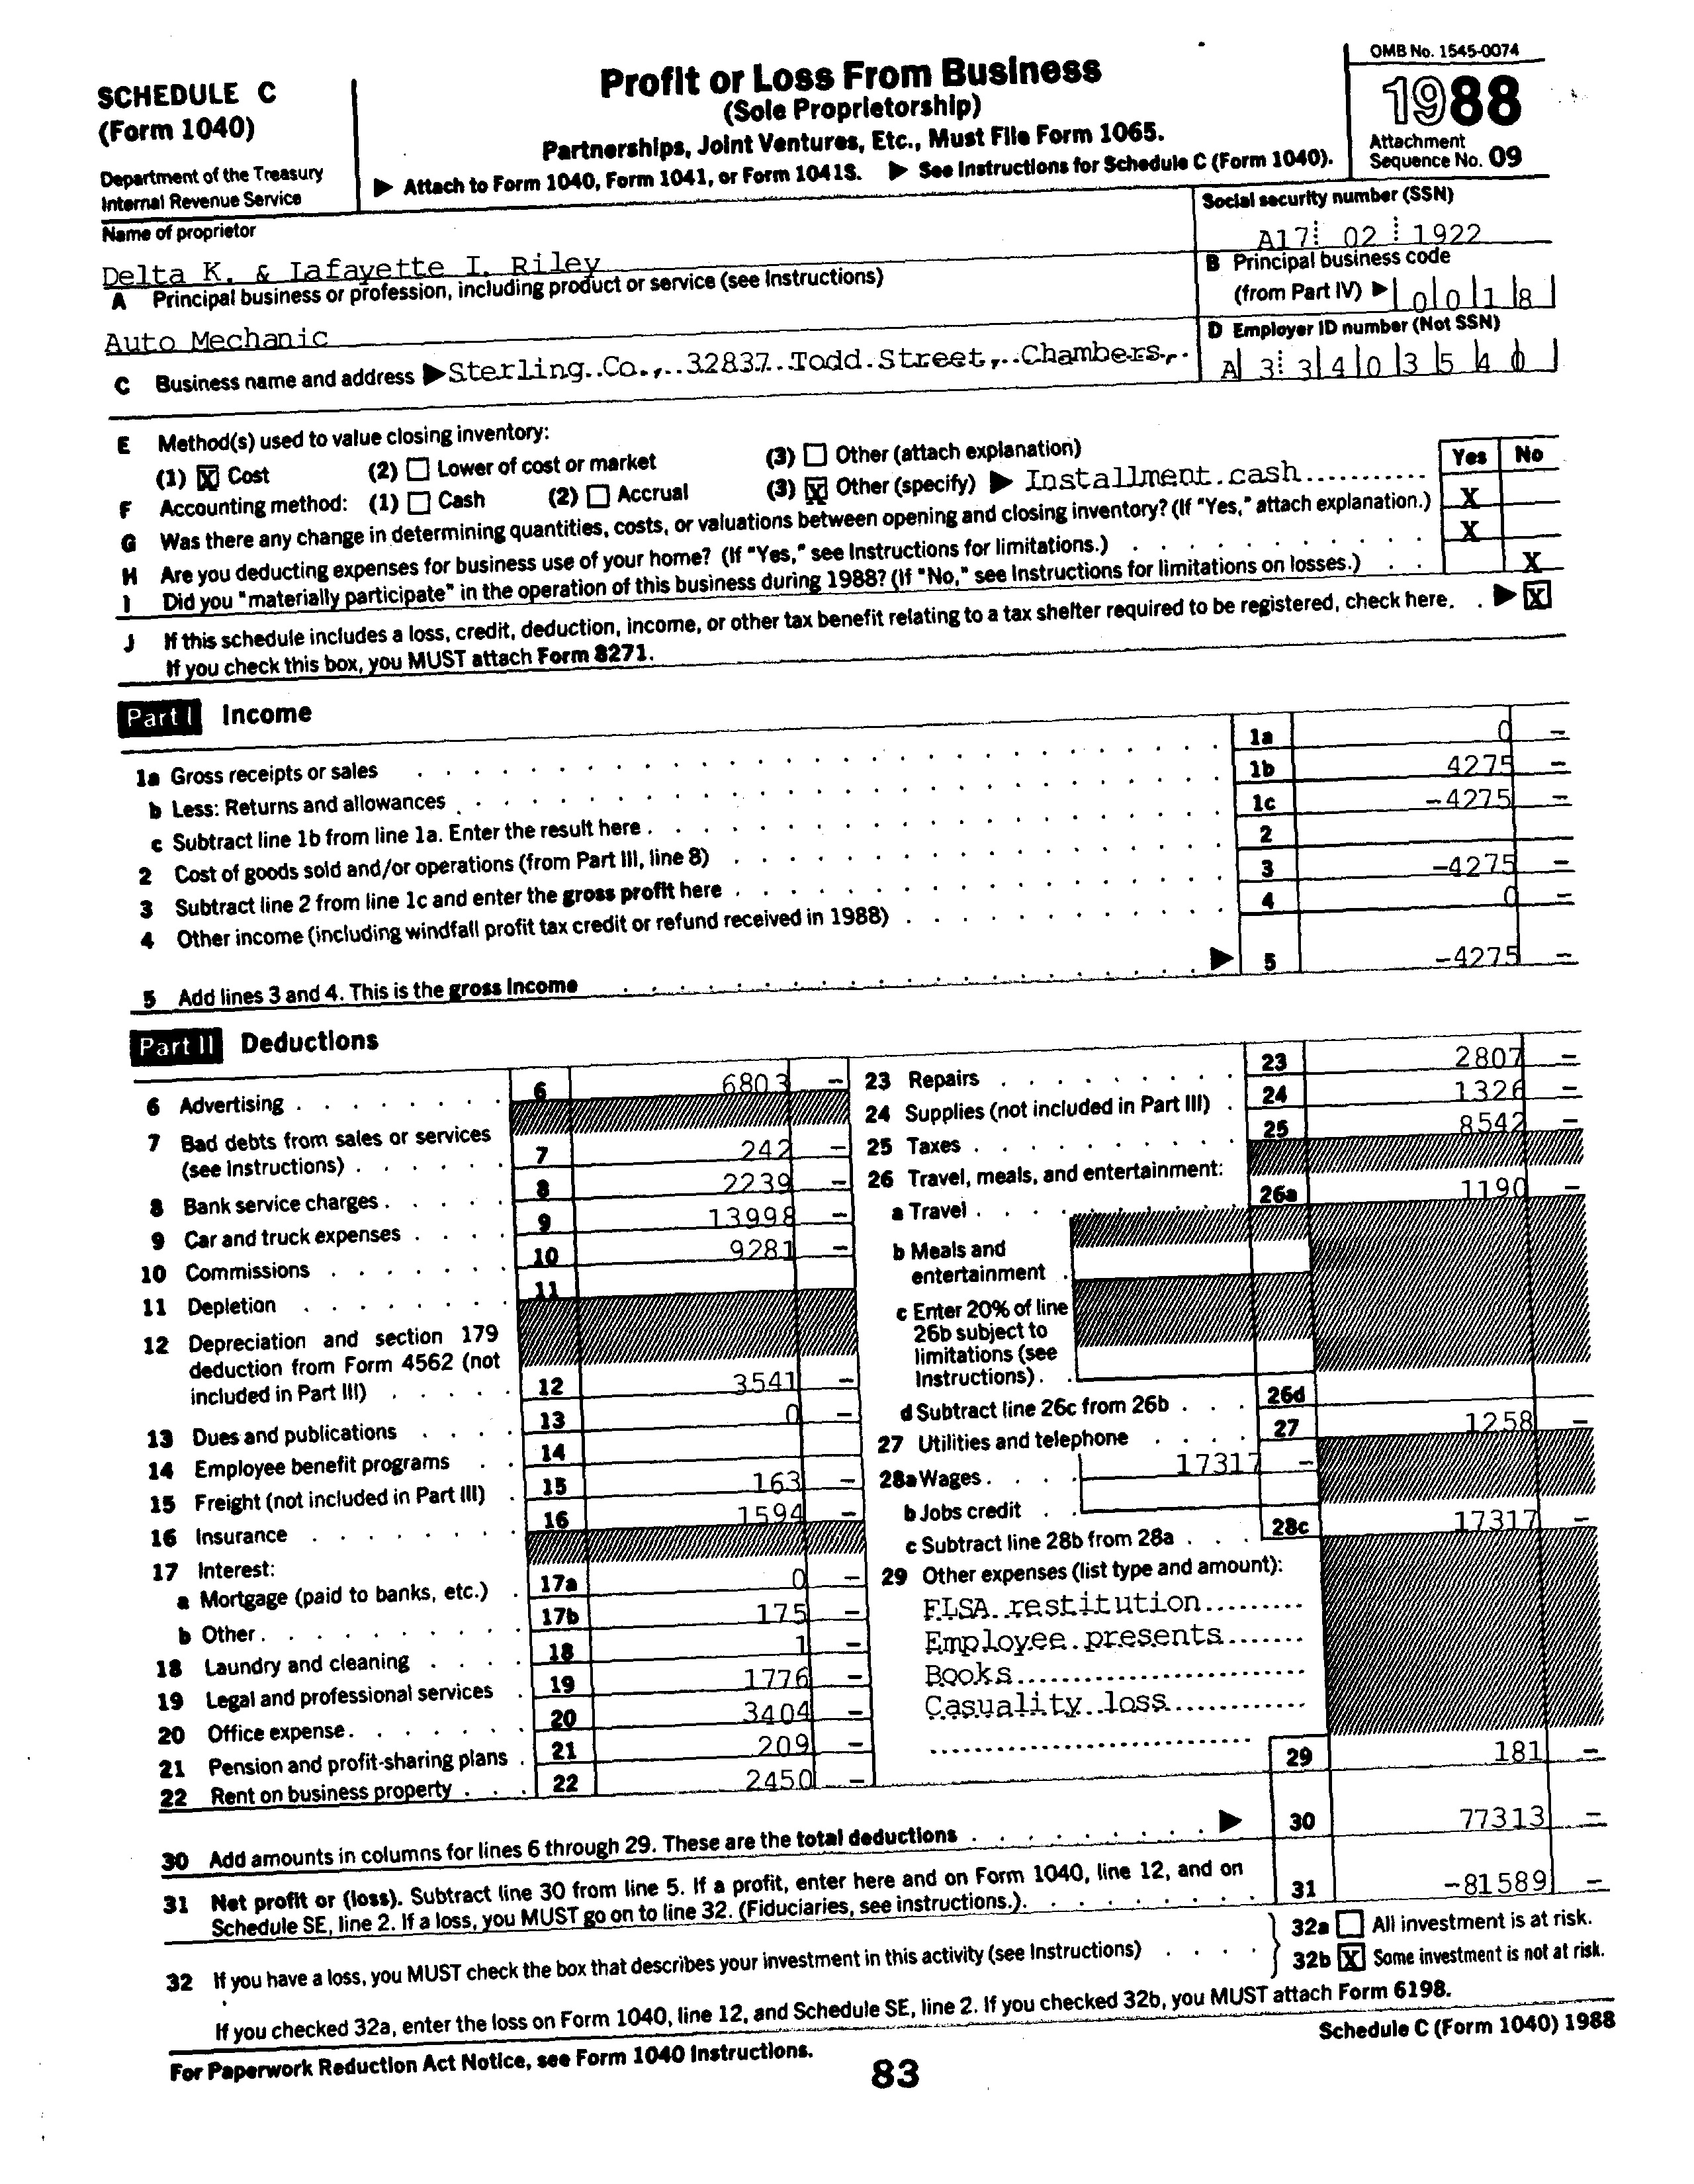 SCHEDULE C
(Form 1040)
Department of the Treasury
Internal Revenue Service
Profit or Loss From Business
(Sole Proprietorship)
Partnerships, Joint Ventures, Etc., Must File Form 1065.
▶ Attach to Form 1040, Form 1041, or Form 1041S. ▶ See Instructions for Schedule C (Form 1040).
OMB No. 1545-0074
1988
Attachment
Sequence No. 09
Name of proprietor
Delta K. & Lafayette I. Riley
Social security number (SSN)
A17 02 1922
A Principal business or profession, including product or service (see Instructions)
Auto Mechanic
B Principal business code
(from Part IV) ▶ 0018
C Business name and address ▶ Sterling Co., 32837 Todd Street, Chambers,
D Employer ID number (Not SSN)
A 3 3 4 0 3 5 4 0
E Method(s) used to value closing inventory:
(1) [X] Cost (2) [ ] Lower of cost or market (3) [ ] Other (attach explanation)
Yes No
F Accounting method: (1) [ ] Cash (2) [ ] Accrual (3) [X] Other (specify) ▶ Installment cash
G Was there any change in determining quantities, costs, or valuations between opening and closing inventory? (If "Yes," attach explanation.) X
H Are you deducting expenses for business use of your home? (If "Yes," see Instructions for limitations.) X
I Did you "materially participate" in the operation of this business during 1988? (If "No," see Instructions for limitations on losses.) X
J If this schedule includes a loss, credit, deduction, income, or other tax benefit relating to a tax shelter required to be registered, check here. ▶ [X]
If you check this box, you MUST attach Form 8271.
Part I Income
1a Gross receipts or sales 1a 0 –
b Less: Returns and allowances 1b 4275 –
c Subtract line 1b from line 1a. Enter the result here 1c -4275 –
2 Cost of goods sold and/or operations (from Part III, line 8) 2
3 Subtract line 2 from line 1c and enter the gross profit here 3 -4275 –
4 Other income (including windfall profit tax credit or refund received in 1988) 4 0 –
5 Add lines 3 and 4. This is the gross income ▶ 5 -4275 –
Part II Deductions
6 Advertising 6 6803 –
7 Bad debts from sales or services
(see Instructions) 7 242 –
8 Bank service charges 8 2239 –
9 Car and truck expenses 9 13998 –
10 Commissions 10 9281 –
11 Depletion 11
12 Depreciation and section 179
deduction from Form 4562 (not
included in Part III) 12 3541 –
13 Dues and publications 13 0 –
14 Employee benefit programs 14
15 Freight (not included in Part III) 15 163 –
16 Insurance 16 1594 –
17 Interest:
a Mortgage (paid to banks, etc.) 17a 0 –
b Other 17b 175 –
18 Laundry and cleaning 18 1 –
19 Legal and professional services 19 1776 –
20 Office expense 20 3404 –
21 Pension and profit-sharing plans 21 209 –
22 Rent on business property 22 2450 –
23 Repairs 23 2807 –
24 Supplies (not included in Part III) 24 1326 –
25 Taxes 25 8542 –
26 Travel, meals, and entertainment:
a Travel 26a 1190 –
b Meals and
entertainment
c Enter 20% of line
26b subject to
limitations (see
Instructions)
d Subtract line 26c from 26b 26d
27 Utilities and telephone 27 1258 –
28a Wages 17317 –
b Jobs credit
c Subtract line 28b from 28a 28c 17317 –
29 Other expenses (list type and amount):
FLSA restitution
Employee presents
Books
Casuality loss
29 181 –
30 Add amounts in columns for lines 6 through 29. These are the total deductions ▶ 30 77313 –
31 Net profit or (loss). Subtract line 30 from line 5. If a profit, enter here and on Form 1040, line 12, and on
Schedule SE, line 2. If a loss, you MUST go on to line 32. (Fiduciaries, see instructions.) 31 -81589 –
32 If you have a loss, you MUST check the box that describes your investment in this activity (see Instructions)
32a [ ] All investment is at risk.
32b [X] Some investment is not at risk.
If you checked 32a, enter the loss on Form 1040, line 12, and Schedule SE, line 2. If you checked 32b, you MUST attach Form 6198.
For Paperwork Reduction Act Notice, see Form 1040 Instructions.
Schedule C (Form 1040) 1988
83